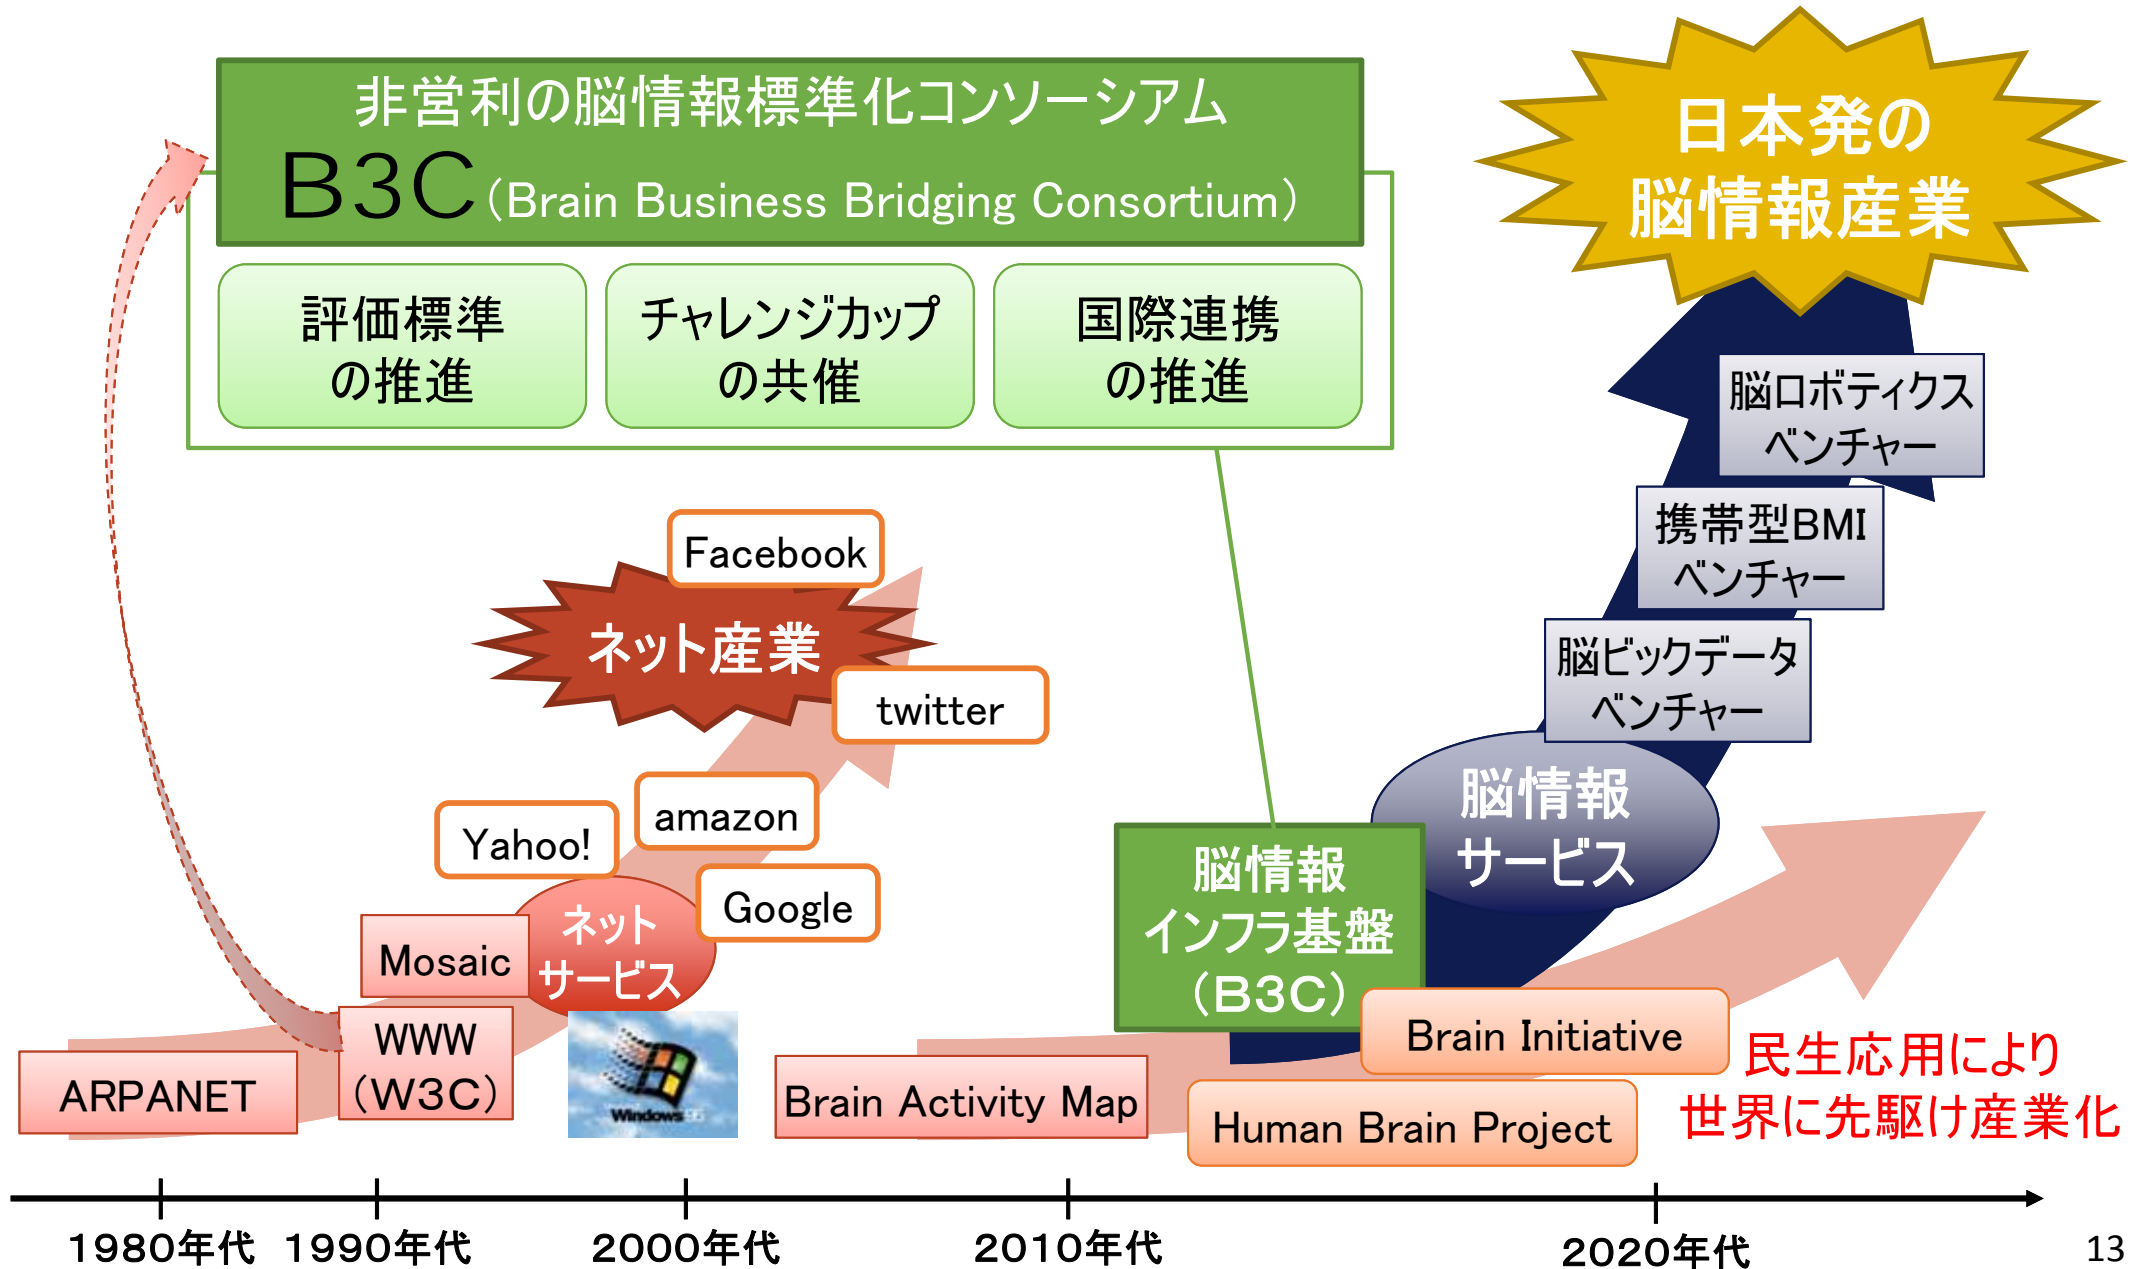 非営利の脳情報標準化コンソーシアム
B3C（Brain Business Bridging Consortium）
評価標準
の推進
チャレンジカップ
の共催
国際連携
の推進
日本発の
脳情報産業
脳ロボティクス
ベンチャー
携帯型BMI
ベンチャー
脳ビックデータ
ベンチャー
脳情報
サービス
脳情報
インフラ基盤
（B3C）
Facebook
ネット産業
twitter
amazon
Yahoo!
Google
ネット
サービス
Mosaic
WWW
（W3C）
ARPANET
Windows 95
Brain Activity Map
Brain Initiative
Human Brain Project
民生応用により
世界に先駆け産業化
1980年代
1990年代
2000年代
2010年代
2020年代
13